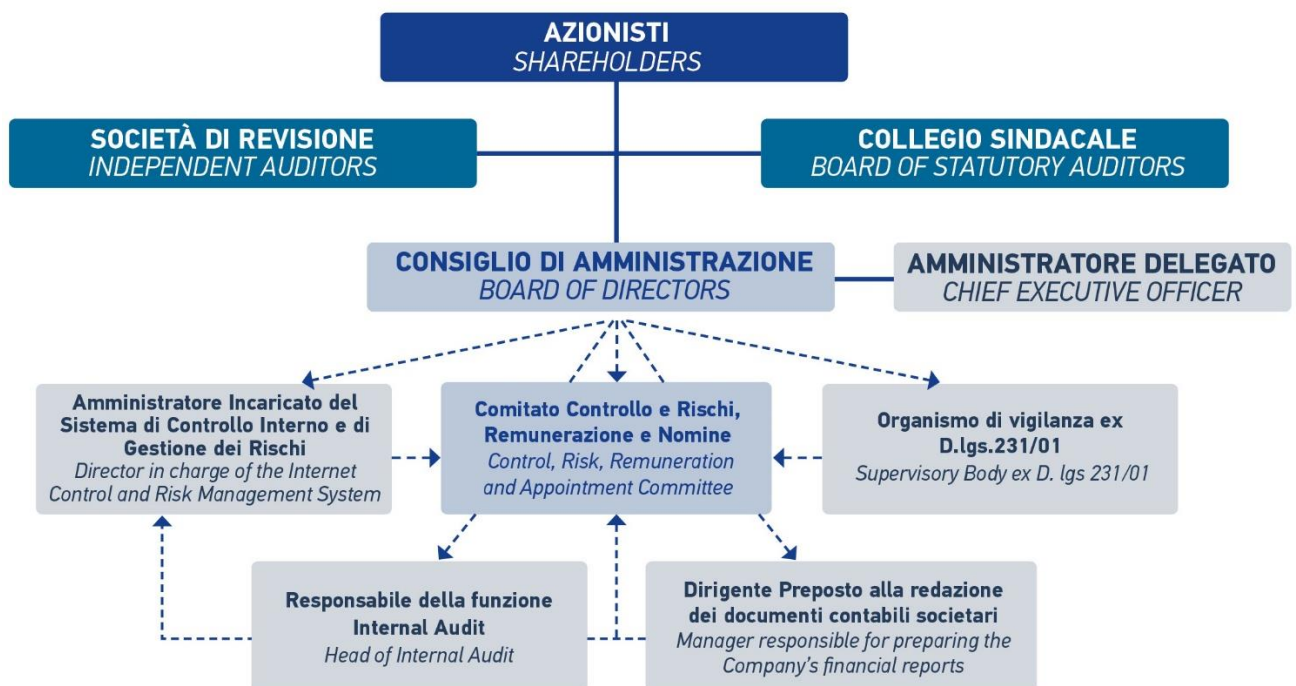 AZIONISTI
SHAREHOLDERS
SOCIETÀ DI REVISIONE
INDEPENDENT AUDITORS
COLLEGIO SINDACALE
BOARD OF STATUTORY AUDITORS
CONSIGLIO DI AMMINISTRAZIONE
BOARD OF DIRECTORS
AMMINISTRATORE DELEGATO
CHIEF EXECUTIVE OFFICER
Amministratore Incaricato del
Sistema di Controllo Interno e di
Gestione dei Rischi
Director in charge of the Internet
Control and Risk Management System
Comitato Controllo e Rischi,
Remunerazione e Nomine
Control, Risk, Remuneration
and Appointment Committee
Organismo di vigilanza ex
D.lgs.231/01
Supervisory Body ex D. lgs 231/01
Responsabile della funzione
Internal Audit
Head of Internal Audit
Dirigente Preposto alla redazione
dei documenti contabili societari
Manager responsible for preparing the
Company's financial reports